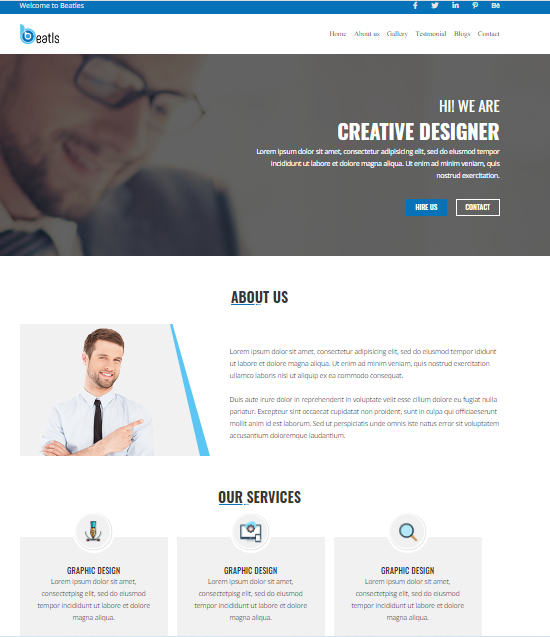 Welcome to Beatles
beatls
Home About us Gallery Testmonial Blogs Contact
HI! WE ARE
CREATIVE DESIGNER
Lorem ipsum dolor sit amet, consectetur adipisicing elit, sed do eiusmod tempor
incididunt ut labore et dolore magna aliqua. Ut enim ad minim veniam, quis
nostrud exercitation.
HIRE US CONTACT
ABOUT US
Lorem ipsum dolor sit amet, consectetur adipisicing elit, sed do eiusmod tempor incididunt
ut labore et dolore magna aliqua. Ut enim ad minim veniam, quis nostrud exercitation
ullamco laboris nisi ut aliquip ex ea commodo consequat.
Duis aute irure dolor in reprehenderit in voluptate velit esse cillum dolore eu fugiat nulla
pariatur. Excepteur sint occaecat cupidatat non proident, sunt in culpa qui officiaeserunt
mollit anim id est laborum. Sed ut perspiciatis unde omnis iste natus error sit voluptatem
accusantium doloremque laudantium.
OUR SERVICES
GRAPHIC DESIGN
Lorem ipsum dolor sit amet,
consectetur adipisicing elit, sed do eiusmod
tempor incididunt ut labore et dolore
magna aliqua.
GRAPHIC DESIGN
Lorem ipsum dolor sit amet,
consectetur adipisicing elit, sed do eiusmod
tempor incididunt ut labore et dolore
magna aliqua.
GRAPHIC DESIGN
Lorem ipsum dolor sit amet,
consectetur adipisicing elit, sed do eiusmod
tempor incididunt ut labore et dolore
magna aliqua.